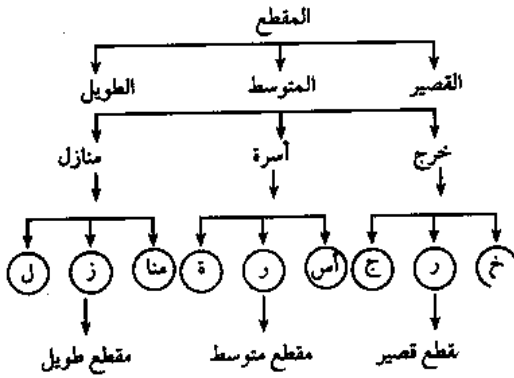 المقطع
القصير المتوسط الطويل
خرج أسرة منازل
خ ر ج أس ر ة منا ز ل
مقطع قصير مقطع متوسط مقطع طويل